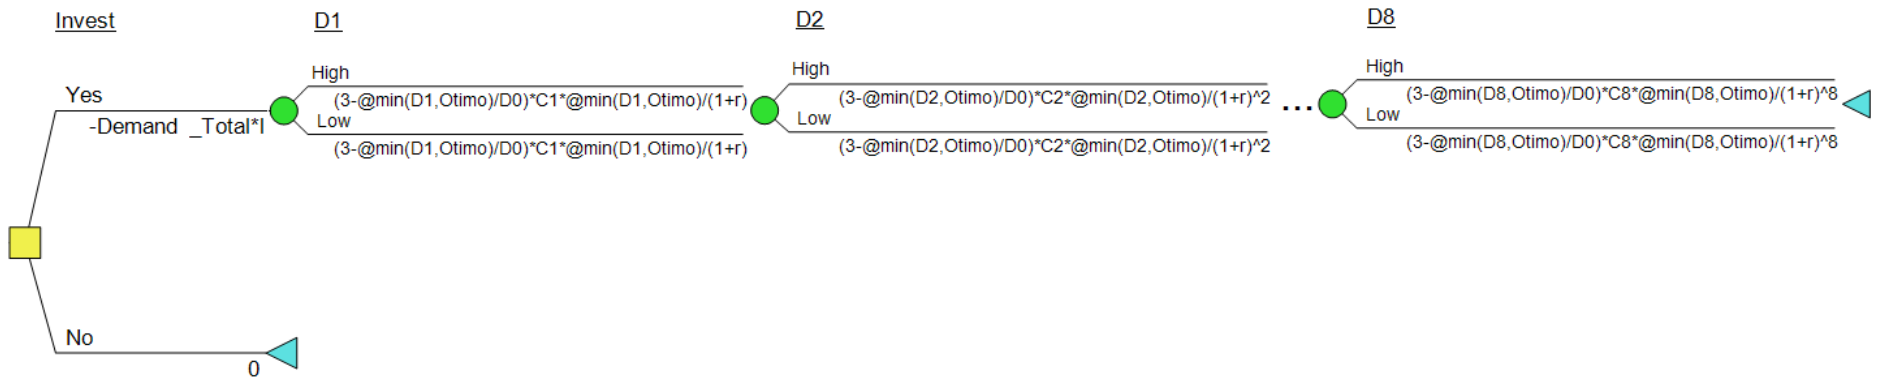 Invest
D1
D2
D8
Yes
-Demand _Total*I
High
(3-@min(D1,Otimo)/D0)*C1*@min(D1,Otimo)/(1+r)
Low
(3-@min(D1,Otimo)/D0)*C1*@min(D1,Otimo)/(1+r)
High
(3-@min(D2,Otimo)/D0)*C2*@min(D2,Otimo)/(1+r)^2
Low
(3-@min(D2,Otimo)/D0)*C2*@min(D2,Otimo)/(1+r)^2
...
High
(3-@min(D8,Otimo)/D0)*C8*@min(D8,Otimo)/(1+r)^8
Low
(3-@min(D8,Otimo)/D0)*C8*@min(D8,Otimo)/(1+r)^8
No
0